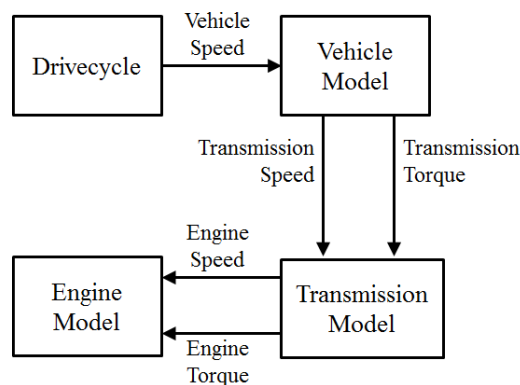 Vehicle
Speed
Drivecycle
Vehicle
Model
Transmission
Speed
Transmission
Torque
Engine
Speed
Engine
Model
Transmission
Model
Engine
Torque